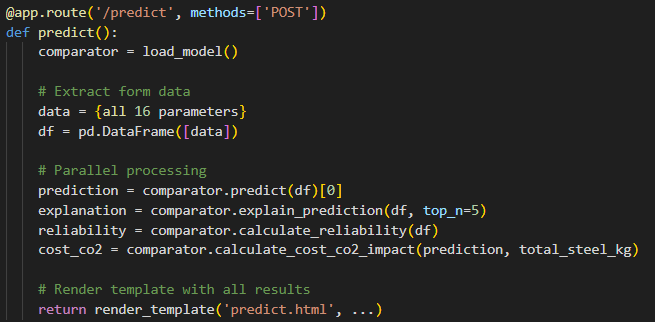 @app.route('/predict', methods=['POST'])
def predict():
    comparator = load_model()

    # Extract form data
    data = {all 16 parameters}
    df = pd.DataFrame([data])

    # Parallel processing
    prediction = comparator.predict(df)[0]
    explanation = comparator.explain_prediction(df, top_n=5)
    reliability = comparator.calculate_reliability(df)
    cost_co2 = comparator.calculate_cost_co2_impact(prediction, total_steel_kg)

    # Render template with all results
    return render_template('predict.html', ...)